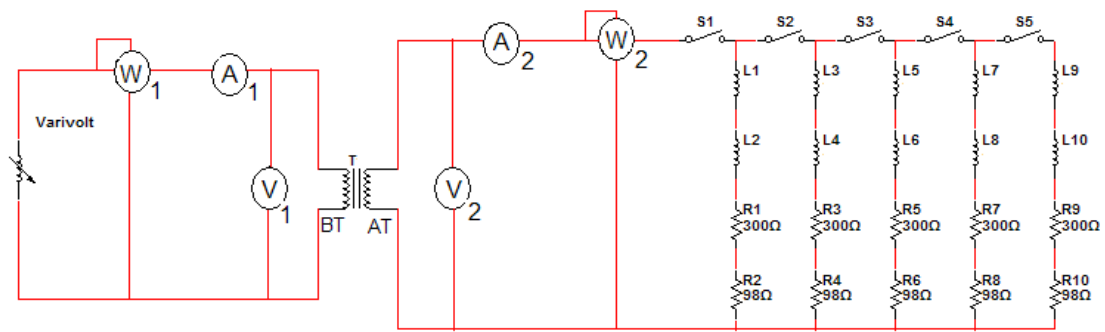 S1 S2 S3 S4 S5
W 1
A 1
A 2
W 2
L1 L3 L5 L7 L9
Varivolt
L2 L4 L6 L8 L10
T
V 1
V 2
BT AT
R1 R3 R5 R7 R9
300Ω 300Ω 300Ω 300Ω 300Ω
R2 R4 R6 R8 R10
98Ω 98Ω 98Ω 98Ω 98Ω